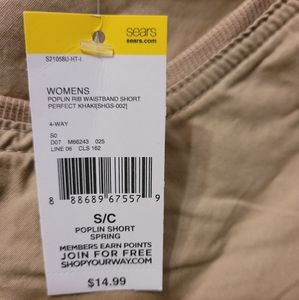 sears
sears.com
S21058U-HT-I
WOMENS
POPLIN RIB WAISTBAND SHORT
PERFECT KHAKI[SHGS-002]
4-WAY
S0
D07 M66243 025
LINE 06 CLS 162
8 88689 67557 9
S/C
POPLIN SHORT
SPRING
MEMBERS EARN POINTS
JOIN FOR FREE
SHOPYOURWAY.COM
$14.99